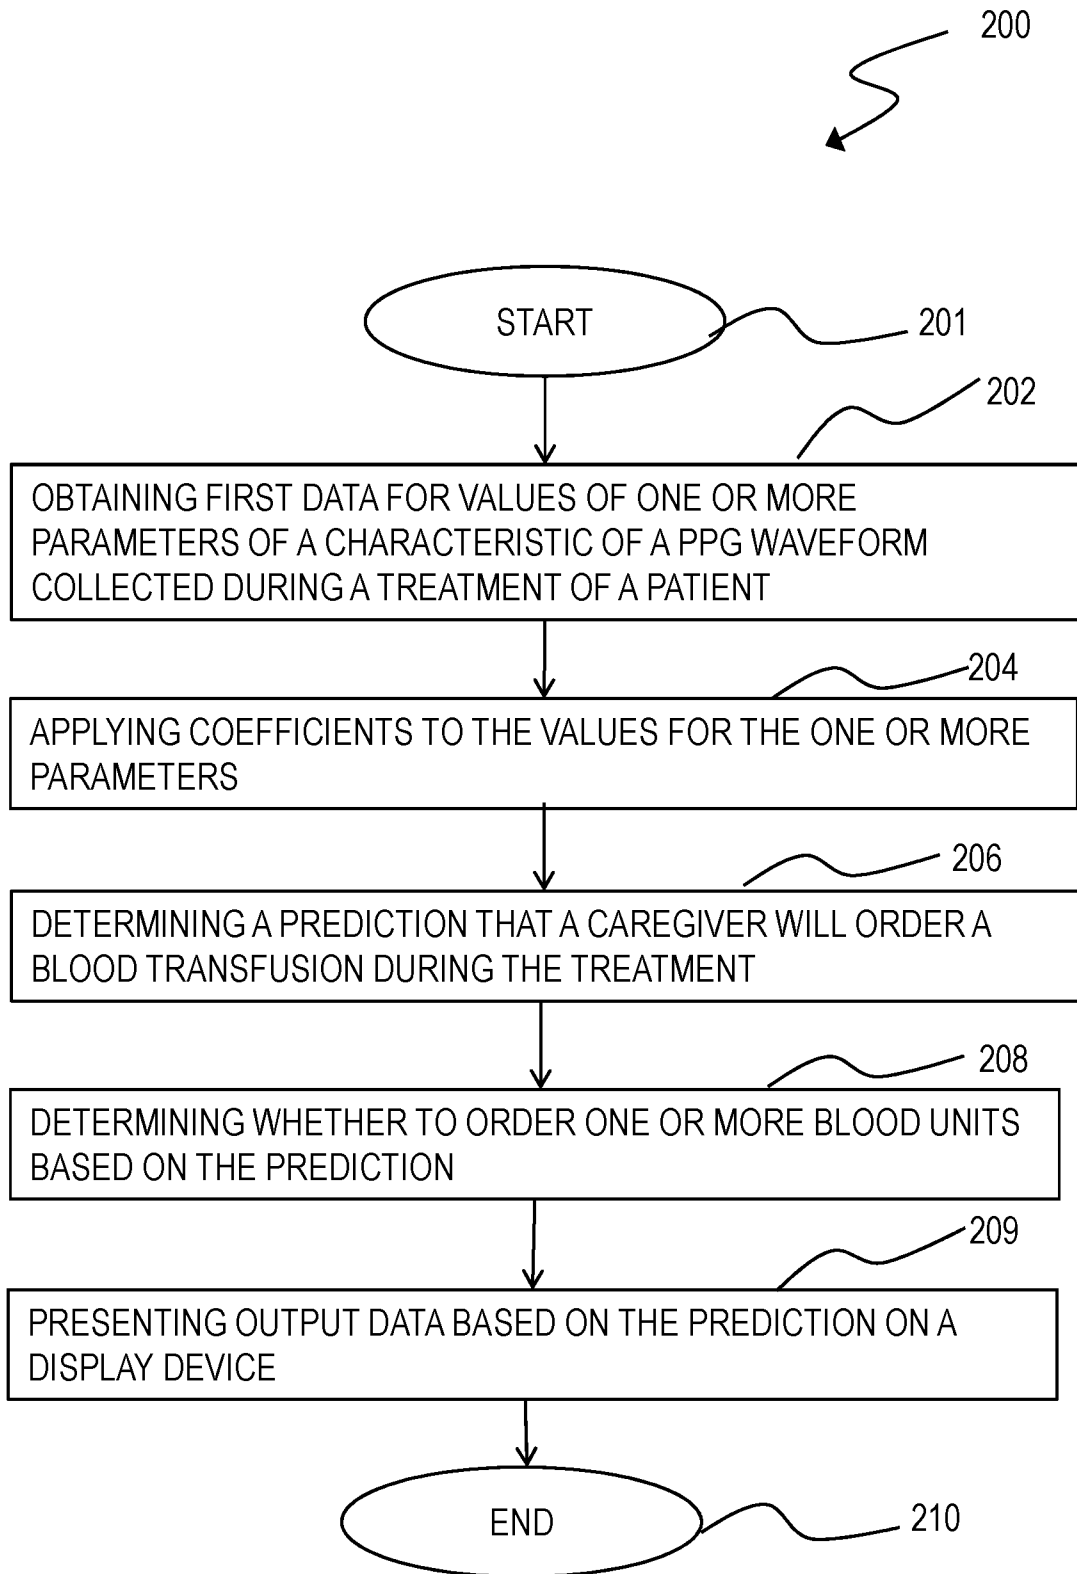 200
START
201
202
OBTAINING FIRST DATA FOR VALUES OF ONE OR MORE
PARAMETERS OF A CHARACTERISTIC OF A PPG WAVEFORM
COLLECTED DURING A TREATMENT OF A PATIENT
204
APPLYING COEFFICIENTS TO THE VALUES FOR THE ONE OR MORE
PARAMETERS
206
DETERMINING A PREDICTION THAT A CAREGIVER WILL ORDER A
BLOOD TRANSFUSION DURING THE TREATMENT
208
DETERMINING WHETHER TO ORDER ONE OR MORE BLOOD UNITS
BASED ON THE PREDICTION
209
PRESENTING OUTPUT DATA BASED ON THE PREDICTION ON A
DISPLAY DEVICE
END
210